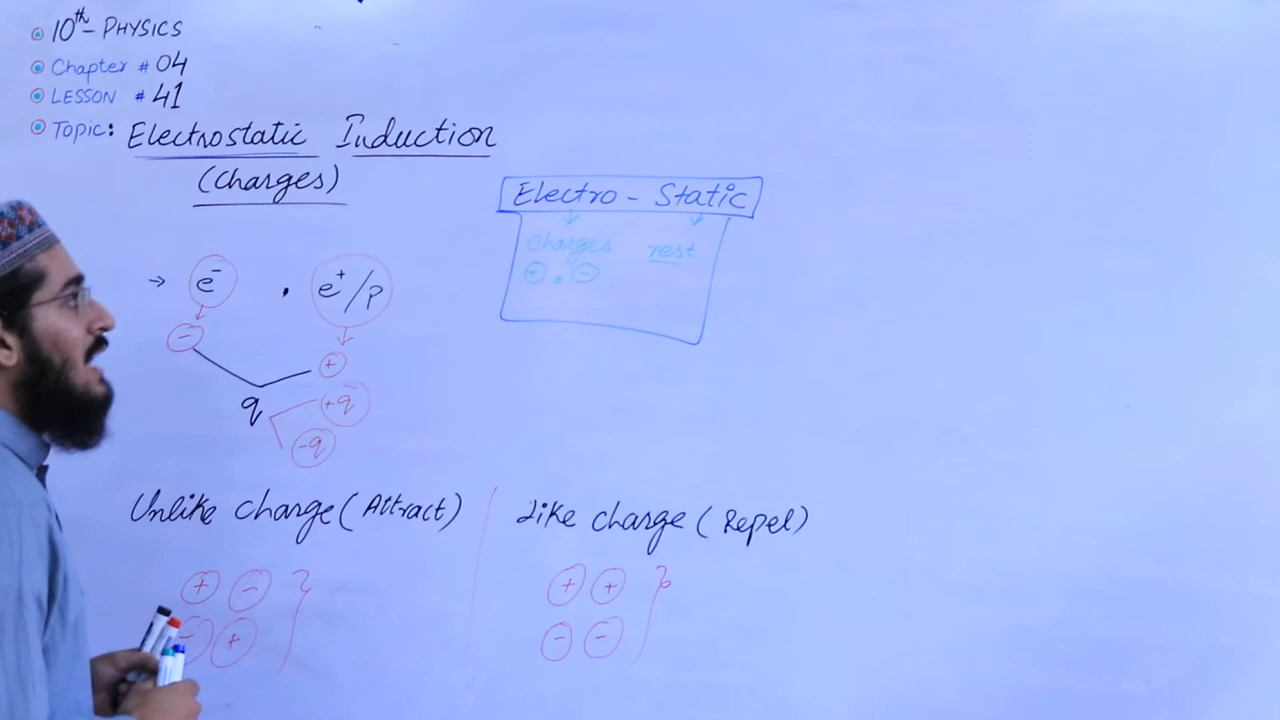 10th - PHYSICS
Chapter # 04
LESSON # 41
Topic: Electrostatic Induction
(Charges)
Electro - Static
Charges rest
+ , -
→ e⁻ . e⁺/p
-
+
q
+q
-q
Unlike charge (Attract)
Like charge (Repel)
+ -
- +
+ +
- -